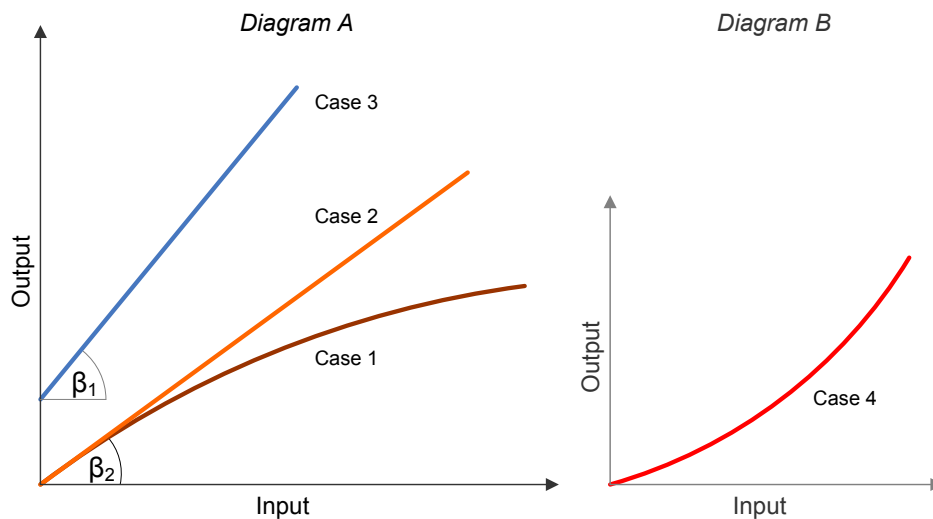 Diagram A
Diagram B
Case 3
Case 2
Case 1
β1
β2
Output
Input
Case 4
Output
Input